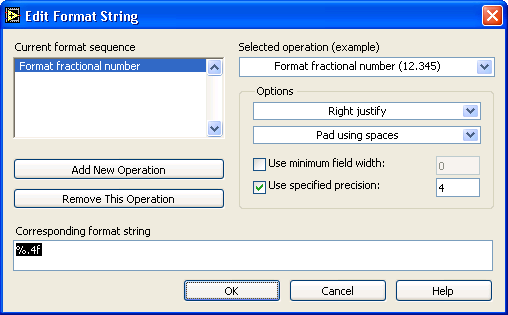 Edit Format String
Current format sequence
Format fractional number
Selected operation (example)
Format fractional number (12.345)
Options
Right justify
Pad using spaces
Use minimum field width:
0
Use specified precision:
4
Add New Operation
Remove This Operation
Corresponding format string
%.4f
OK
Cancel
Help